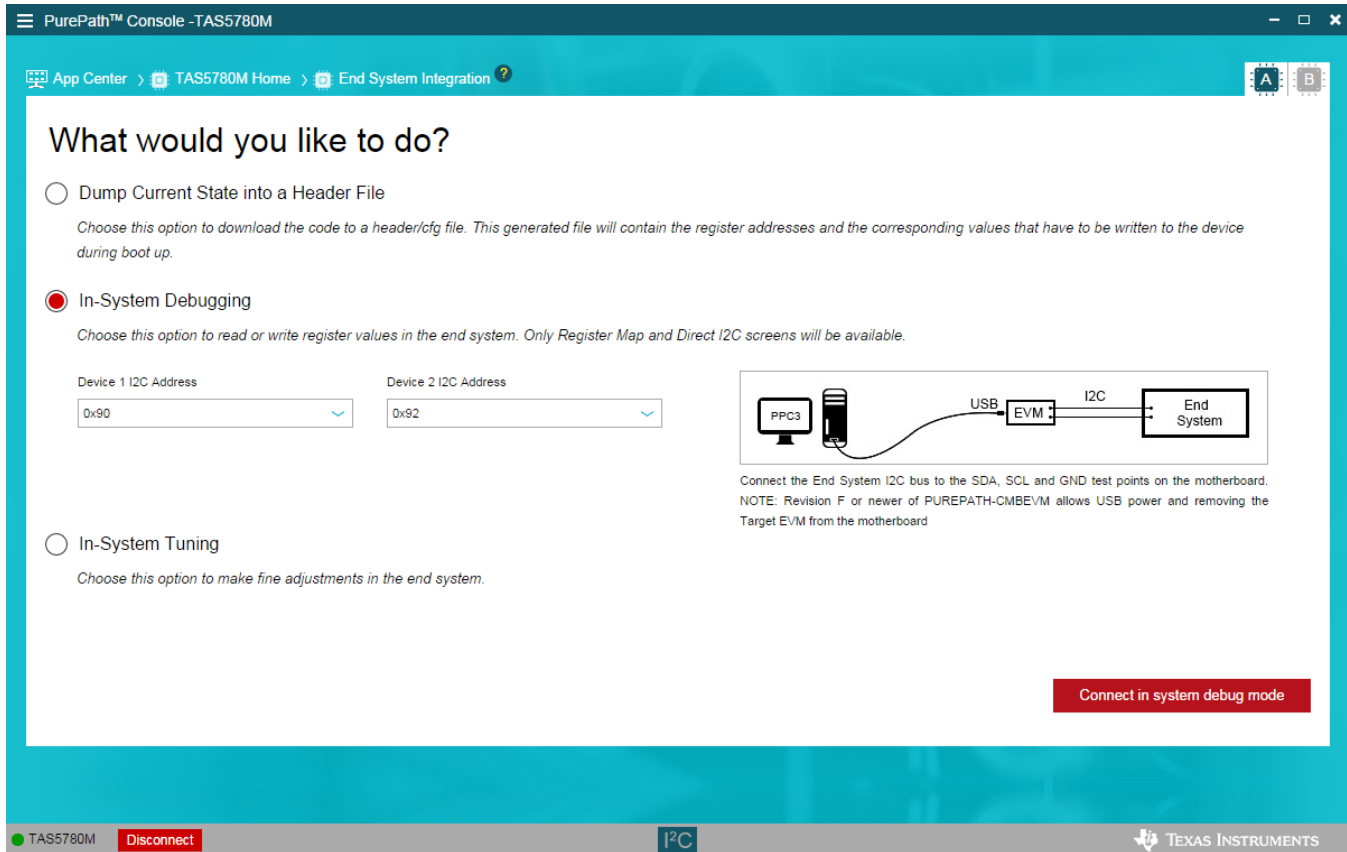 PurePath™ Console -TAS5780M
App Center
TAS5780M Home
End System Integration ?
A B
What would you like to do?
Dump Current State into a Header File
Choose this option to download the code to a header/cfg file. This generated file will contain the register addresses and the corresponding values that have to be written to the device
during boot up.
In-System Debugging
Choose this option to read or write register values in the end system. Only Register Map and Direct I2C screens will be available.
Device 1 I2C Address
Device 2 I2C Address
0x90
0x92
PPC3
USB
EVM
I2C
End
System
Connect the End System I2C bus to the SDA, SCL and GND test points on the motherboard.
NOTE: Revision F or newer of PUREPATH-CMBEVM allows USB power and removing the
Target EVM from the motherboard
In-System Tuning
Choose this option to make fine adjustments in the end system.
Connect in system debug mode
TAS5780M
Disconnect
I²C
TEXAS INSTRUMENTS